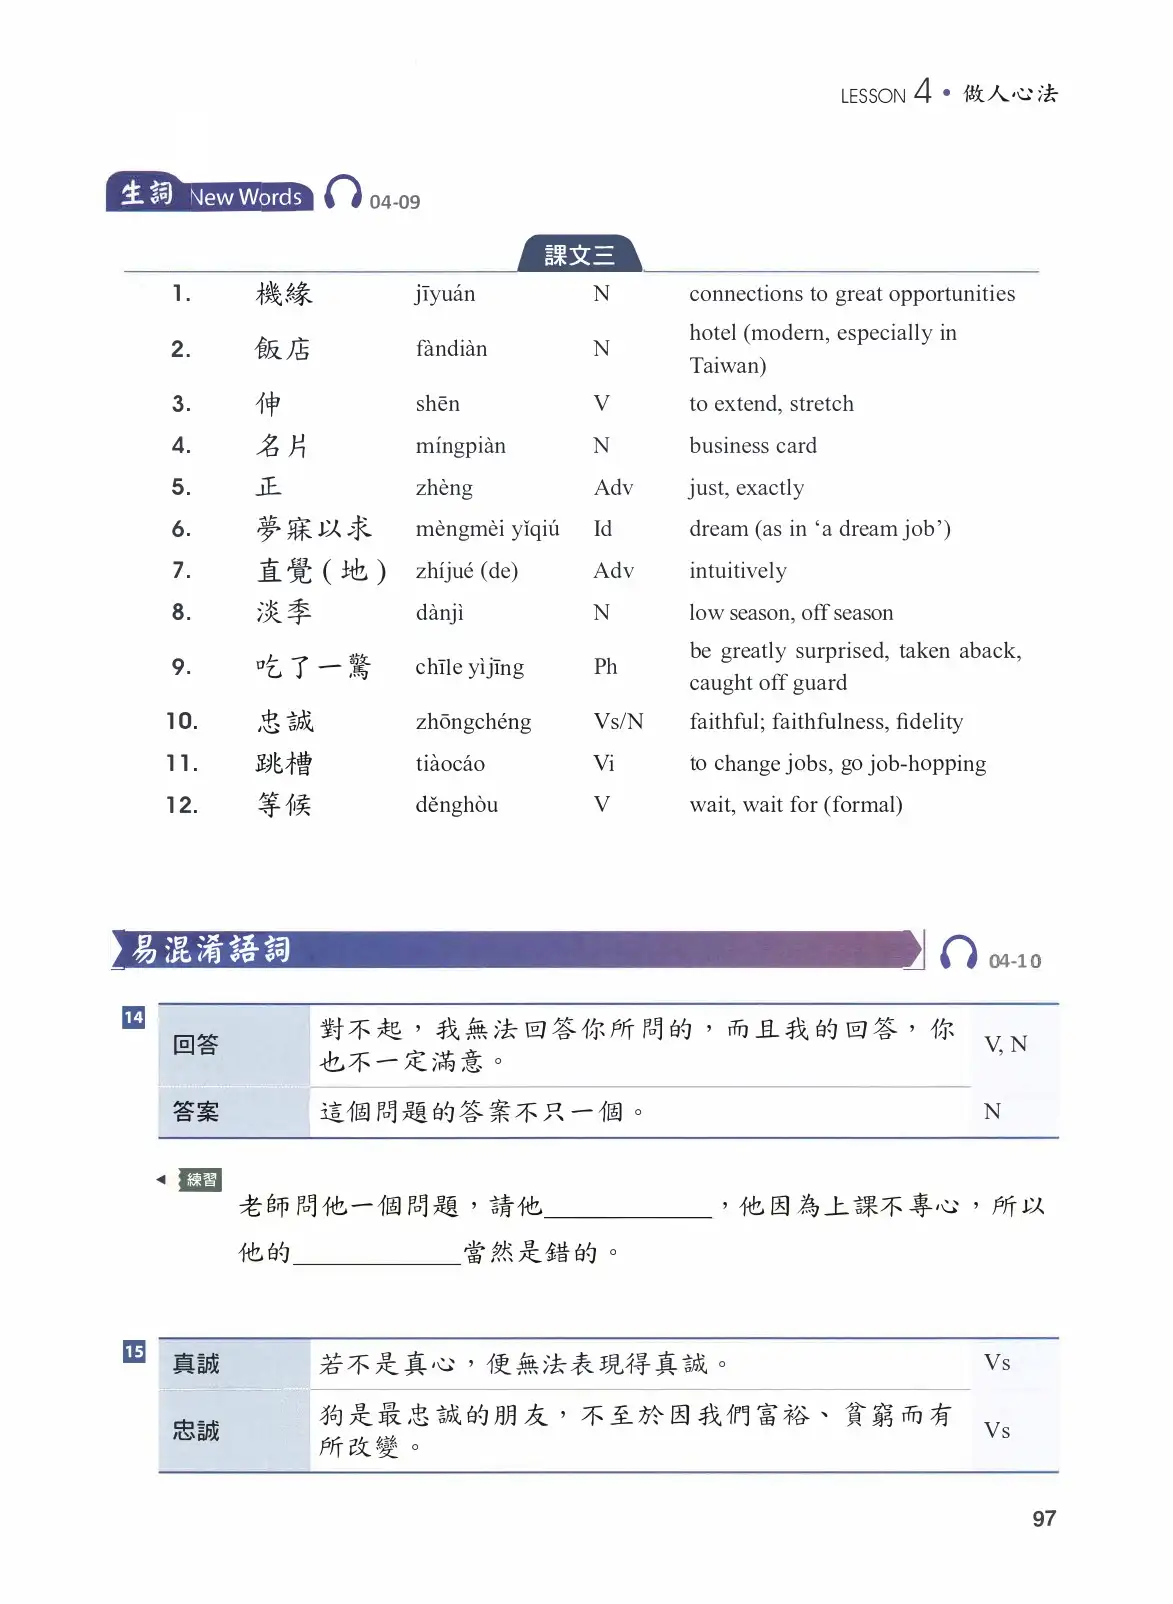 LESSON 4 • 做人心法
生詞 New Words 04-09
課文三
1. 機緣 jīyuán N connections to great opportunities
2. 飯店 fàndiàn N hotel (modern, especially in
Taiwan)
3. 伸 shēn V to extend, stretch
4. 名片 míngpiàn N business card
5. 正 zhèng Adv just, exactly
6. 夢寐以求 mèngmèi yǐqiú Id dream (as in ‘a dream job’)
7. 直覺(地) zhíjué (de) Adv intuitively
8. 淡季 dànjì N low season, off season
9. 吃了一驚 chīle yìjīng Ph be greatly surprised, taken aback,
caught off guard
10. 忠誠 zhōngchéng Vs/N faithful; faithfulness, fidelity
11. 跳槽 tiàocáo Vi to change jobs, go job-hopping
12. 等候 děnghòu V wait, wait for (formal)
易混淆語詞 04-10
14
回答 對不起，我無法回答你所問的，而且我的回答，你 V, N
也不一定滿意。
答案 這個問題的答案不只一個。 N
練習
老師問他一個問題，請他＿＿＿＿＿＿，他因為上課不專心，所以
他的＿＿＿＿＿＿當然是錯的。
15
真誠 若不是真心，便無法表現得真誠。 Vs
忠誠 狗是最忠誠的朋友，不至於因我們富裕、貧窮而有 Vs
所改變。
97